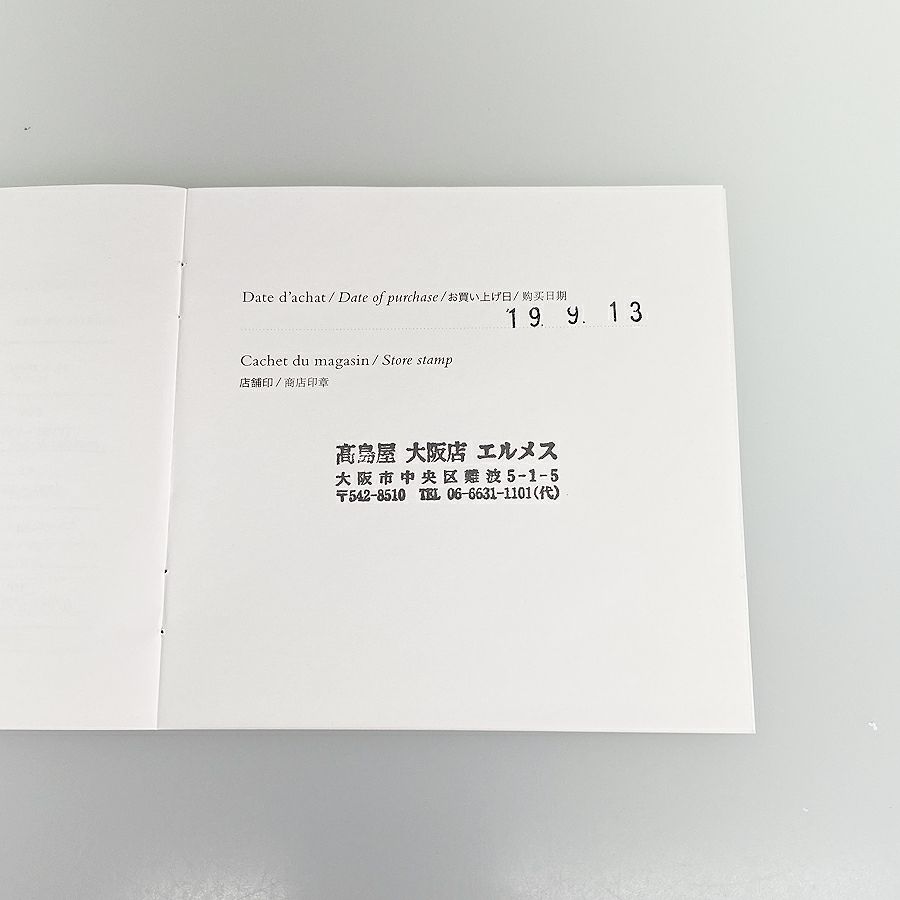 Date d'achat / Date of purchase / お買い上げ日 / 购买日期
19. 9. 13
Cachet du magasin / Store stamp
店舗印 / 商店印章
髙島屋 大阪店 エルメス
大阪市中央区難波5-1-5
〒542-8510 TEL 06-6631-1101(代)